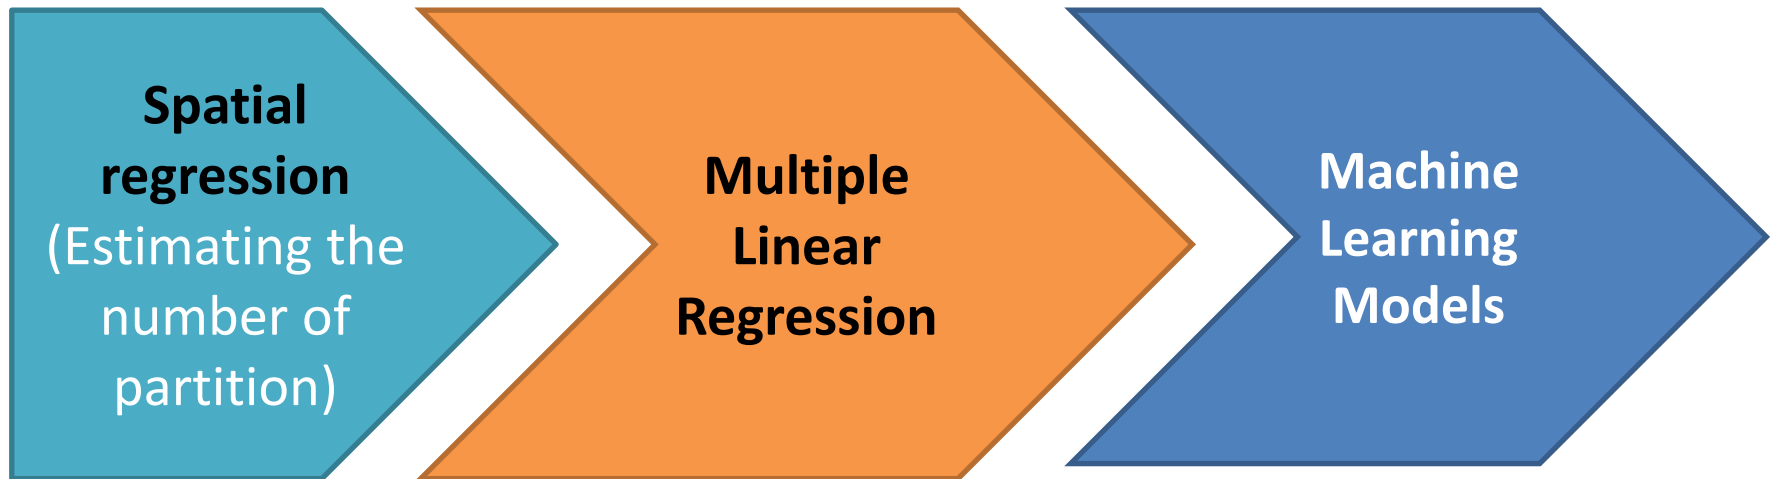 Spatial
regression
(Estimating the
number of
partition)
Multiple
Linear
Regression
Machine
Learning
Models